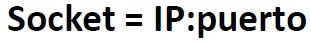 Socket = IP:puerto